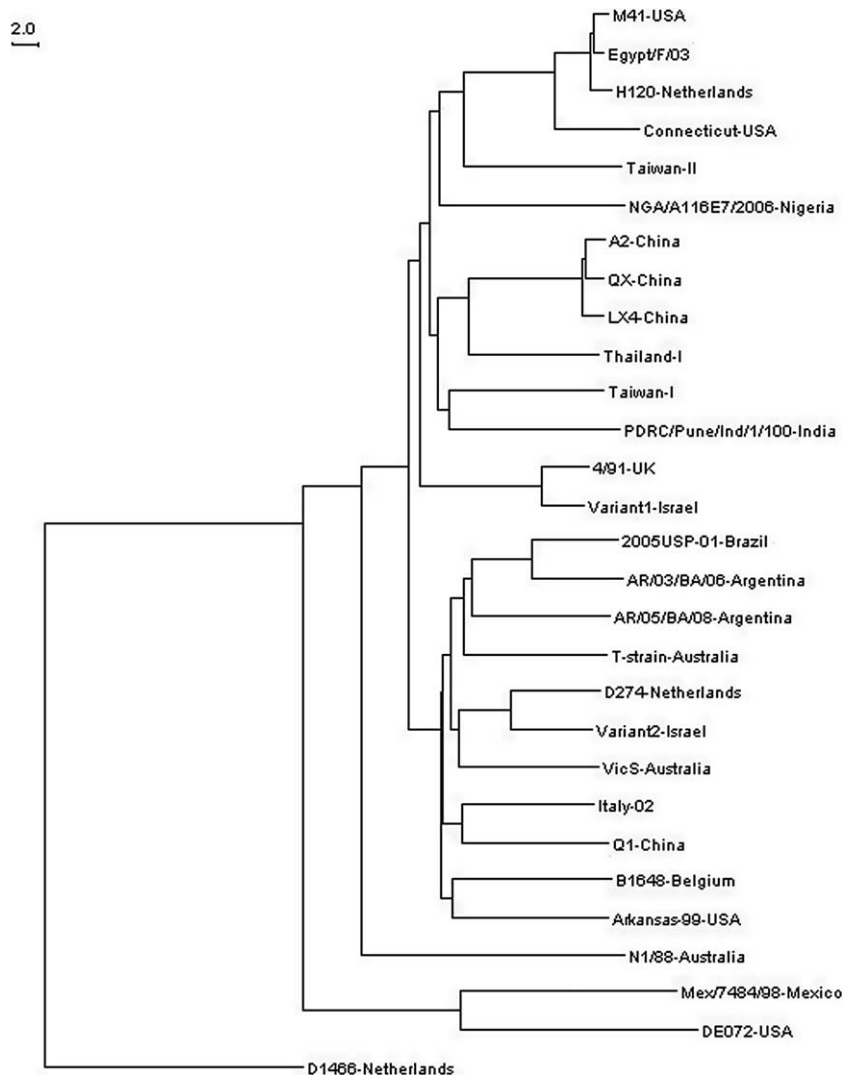 2.0
M41-USA
Egypt/F/03
H120-Netherlands
Connecticut-USA
Taiwan-II
NGA/A116E7/2006-Nigeria
A2-China
QX-China
LX4-China
Thailand-I
Taiwan-I
PDRC/Pune/Ind/1/100-India
4/91-UK
Variant1-Israel
2005USP-01-Brazil
AR/03/BA/06-Argentina
AR/05/BA/08-Argentina
T-strain-Australia
D274-Netherlands
Variant2-Israel
VicS-Australia
Italy-02
Q1-China
B1648-Belgium
Arkansas-99-USA
N1/88-Australia
Mex/7484/98-Mexico
DE072-USA
D1466-Netherlands